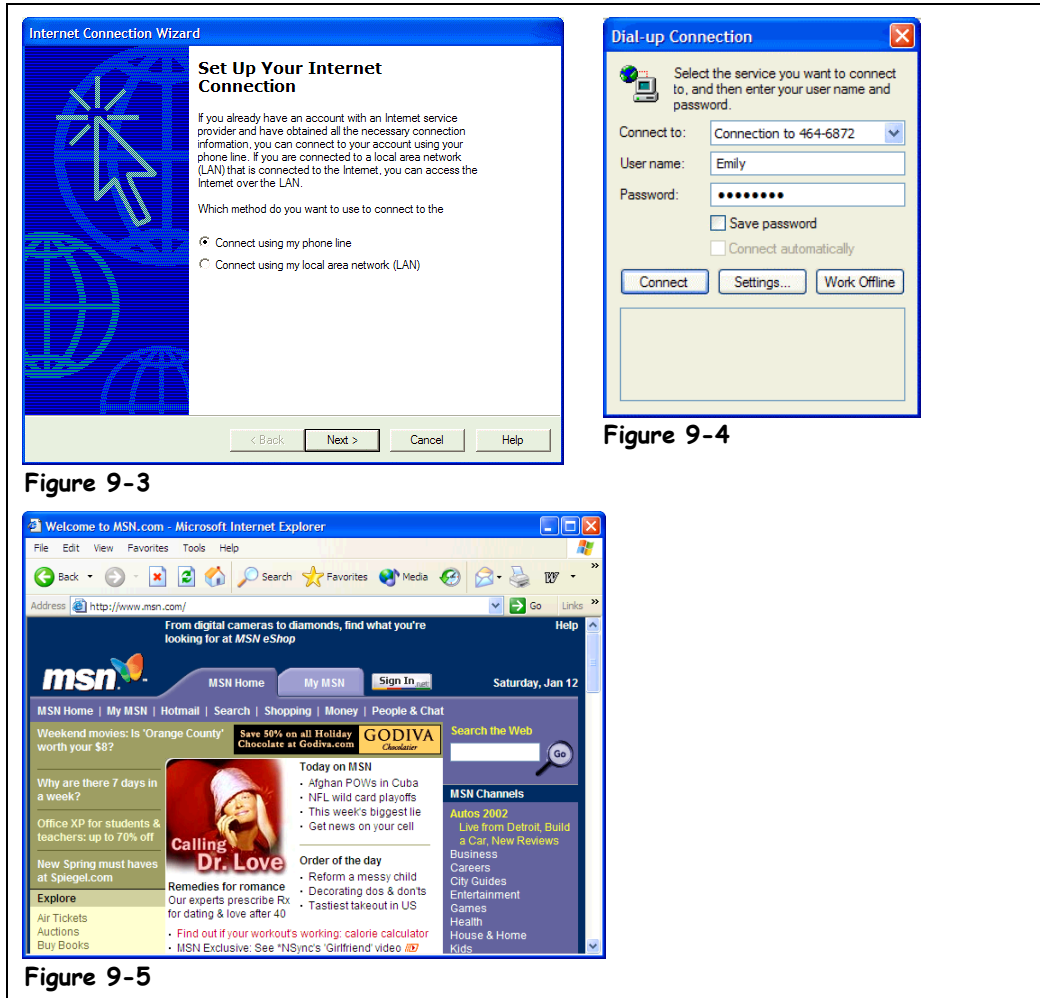 Internet Connection Wizard
Set Up Your Internet
Connection
If you already have an account with an Internet service
provider and have obtained all the necessary connection
information, you can connect to your account using your
phone line. If you are connected to a local area network
(LAN) that is connected to the Internet, you can access the
Internet over the LAN.
Which method do you want to use to connect to the
Connect using my phone line
Connect using my local area network (LAN)
< Back Next > Cancel Help
Figure 9-3
Dial-up Connection
Select the service you want to connect
to, and then enter your user name and
password.
Connect to: Connection to 464-6872
User name: Emily
Password: ••••••••
Save password
Connect automatically
Connect Settings... Work Offline
Figure 9-4
Welcome to MSN.com - Microsoft Internet Explorer
File Edit View Favorites Tools Help
Back Search Favorites Media W »
Address http://www.msn.com/ Go Links »
From digital cameras to diamonds, find what you're Help
looking for at MSN eShop
msn MSN Home My MSN Sign In .net Saturday, Jan 12
MSN Home | My MSN | Hotmail | Search | Shopping | Money | People & Chat
Weekend movies: Is 'Orange County'
worth your $8?
Why are there 7 days in
a week?
Office XP for students &
teachers: up to 70% off
New Spring must haves
at Spiegel.com
Explore
Air Tickets
Auctions
Buy Books
Save 50% on all Holiday
Chocolate at Godiva.com
GODIVA
Chocolatier
Calling
Dr. Love
Remedies for romance
Our experts prescribe Rx
for dating & love after 40
Today on MSN
· Afghan POWs in Cuba
· NFL wild card playoffs
· This week's biggest lie
· Get news on your cell
Order of the day
· Reform a messy child
· Decorating dos & don'ts
· Tastiest takeout in US
· Find out if your workout's working: calorie calculator
· MSN Exclusive: See *NSync's 'Girlfriend' video
Search the Web
Go
MSN Channels
Autos 2002
Live from Detroit, Build
a Car, New Reviews
Business
Careers
City Guides
Entertainment
Games
Health
House & Home
Kids
Figure 9-5